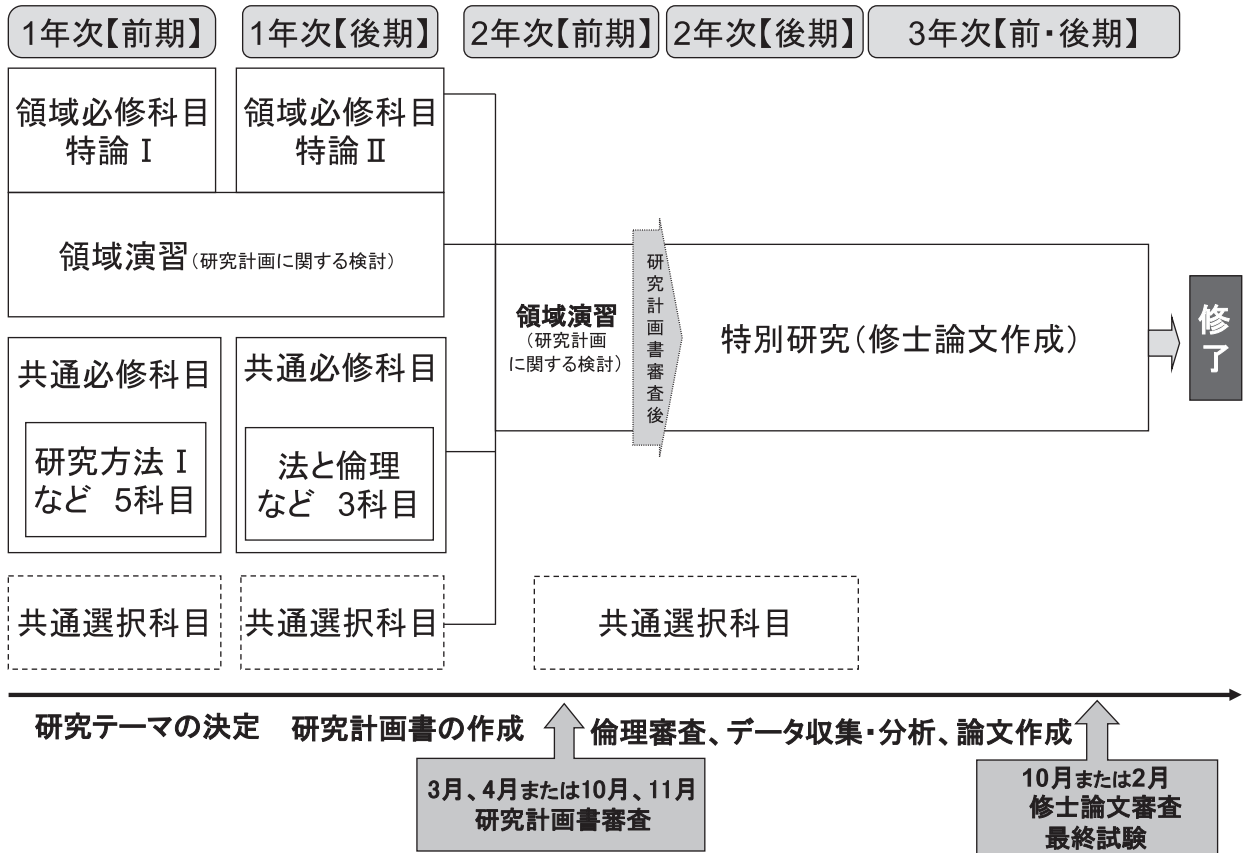 1年次【前期】
1年次【後期】
2年次【前期】
2年次【後期】
3年次【前・後期】
領域必修科目
特論Ⅰ
領域必修科目
特論Ⅱ
領域演習(研究計画に関する検討)
領域演習
(研究計画
に関する検討)
研究計画書審査後
特別研究(修士論文作成)
修了
共通必修科目
研究方法Ⅰ
など 5科目
共通必修科目
法と倫理
など 3科目
共通選択科目
共通選択科目
共通選択科目
研究テーマの決定 研究計画書の作成
倫理審査、データ収集・分析、論文作成
3月、4月または10月、11月
研究計画書審査
10月または2月
修士論文審査
最終試験